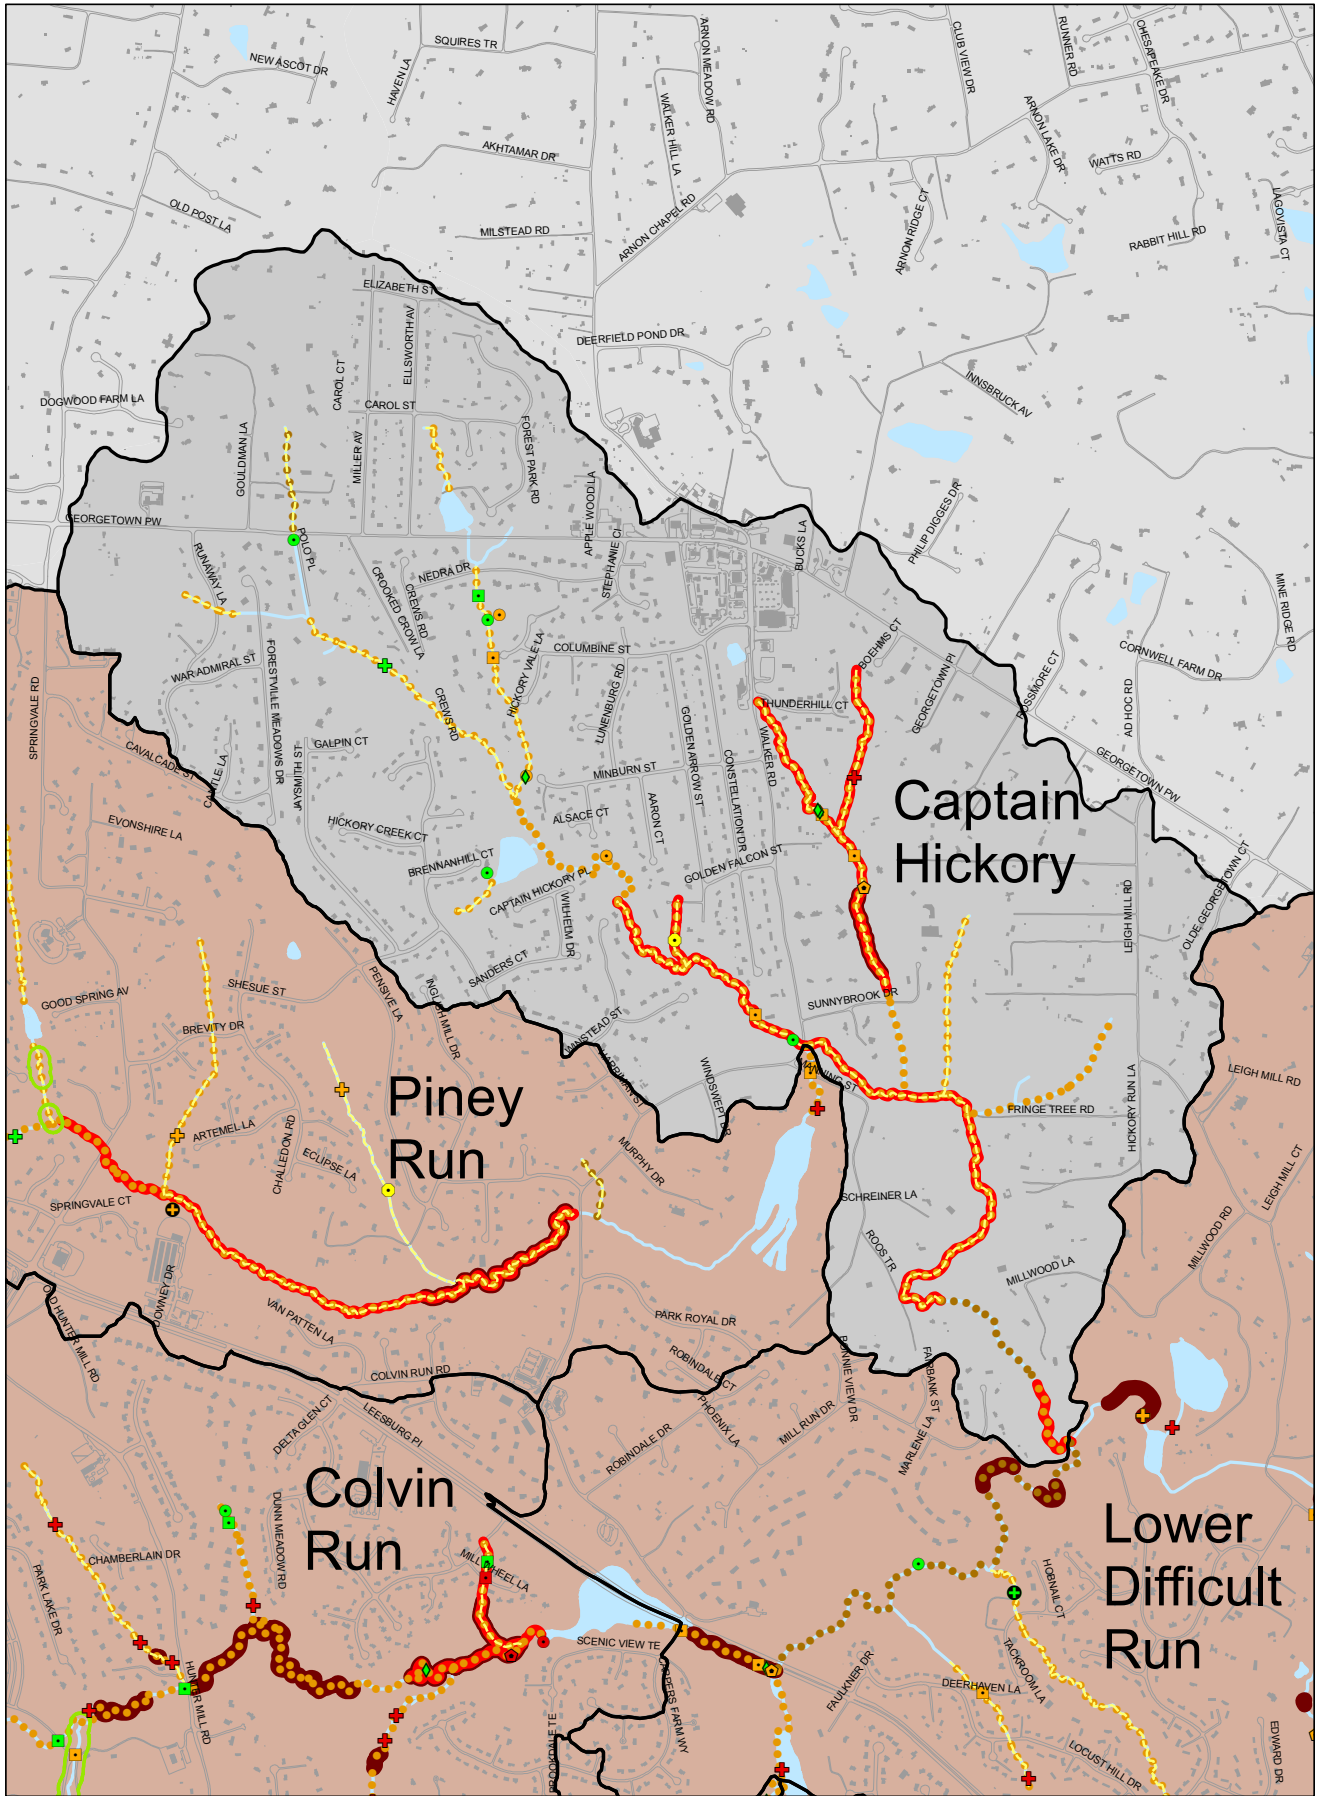 SQUIRES TR
NEW ASCOT DR
HAVEN LA
ARNON MEADOW RD
CLUB VIEW DR
RUNNER RD
CHESAPEAKE DR
WALKER HILL LA
ARNON LAKE DR
AKHTAMAR DR
WATTS RD
OLD POST LA
MILSTEAD RD
ARNON CHAPEL RD
ARNON RIDGE CT
RABBIT HILL RD
LAGOVISTA CT
ELIZABETH ST
ELLSWORTH AV
DEERFIELD POND DR
CAROL CT
INNSBRUCK AV
DOGWOOD FARM LA
CAROL ST
GOULDMAN LA
MILLER AV
FOREST PARK RD
APPLE WOOD LA
GEORGETOWN PW
POLO PL
BUCKS LA
PHILIP DIGGES DR
RUNAWAY LA
CROOKED CROW LA
CREWS RD
NEDRA DR
STEPHANIE CI
MINE RIDGE RD
WAR ADMIRAL ST
FORESTVILLE MEADOWS DR
HICKORY VALE LA
COLUMBINE ST
LUNENBURG RD
BOEHMS CT
GEORGETOWN PI
ROSSMORE CT
CORNWELL FARM DR
AD HOC RD
SPRINGVALE RD
CREWS RD
GOLDEN ARROW ST
CONSTELLATION DR
WALKER RD
THUNDERHILL CT
CAVALCADE ST
JAYSMITH ST
GALPIN CT
MINBURN ST
GEORGETOWN PW
Captain
Hickory
EVONSHIRE LA
HICKORY CREEK CT
ALSACE CT
AARON CT
BRENNANHILL CT
GOLDEN FALCON ST
CAPTAIN HICKORY PL
WILHELM DR
LEIGH MILL RD
OLDE GEORGETOWN CT
SANDERS CT
SHESUE ST
PENSIVE LA
GOOD SPRING AV
INGLISH MILL DR
SUNNYBROOK DR
BREVITY DR
WINSTEAD ST
HARRIMAN ST
WINDSWEPT DR
MANNING ST
HICKORY RUN LA
LEIGH MILL RD
Piney
Run
ARTEMEL LA
CHALLEDON RD
ECLIPSE LA
MURPHY DR
FRINGE TREE RD
LEIGH MILL CT
SPRINGVALE CT
SCHREINER LA
ROOS TR
MILLWOOD RD
MILLWOOD LA
OLD HUNTER MILL RD
DOWNEY DR
VAN PATTEN LA
PARK ROYAL DR
COLVIN RUN RD
ROBINDALE CT
BONNIE VIEW DR
FAIRBANK ST
DELTA GLEN CT
LEESBURG PI
PHOENIX LA
MILL RUN DR
ROBINDALE DR
MARLENE LA
Colvin
Run
DUNN MEADOW RD
Lower
Difficult
Run
PARK LAKE DR
CHAMBERLAIN DR
HOBNAIL CT
SCENIC VIEW TE
HUNTER MILL RD
TACKROOM LA
FAULKNER DR
DEERHAVEN LA
LOCUST HILL DR
EDWARD DR